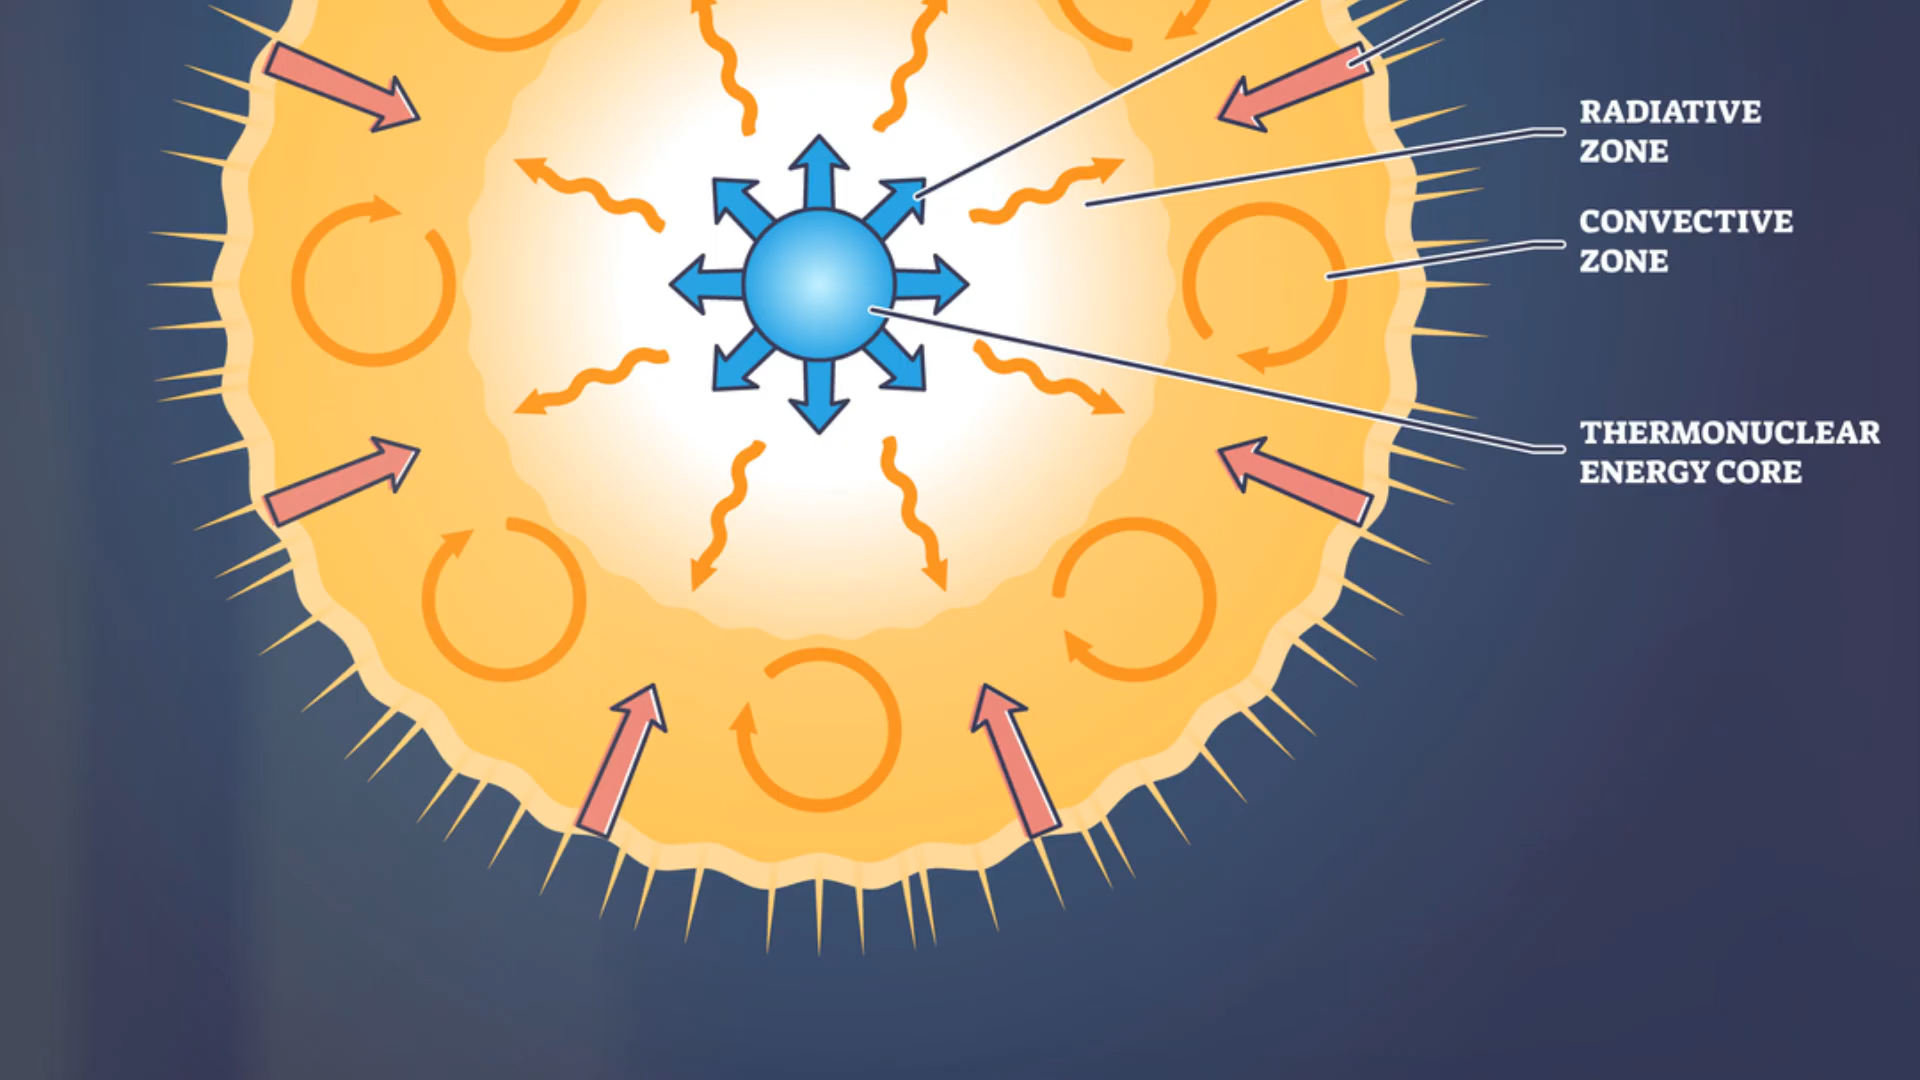 RADIATIVE
ZONE
CONVECTIVE
ZONE
THERMONUCLEAR
ENERGY CORE